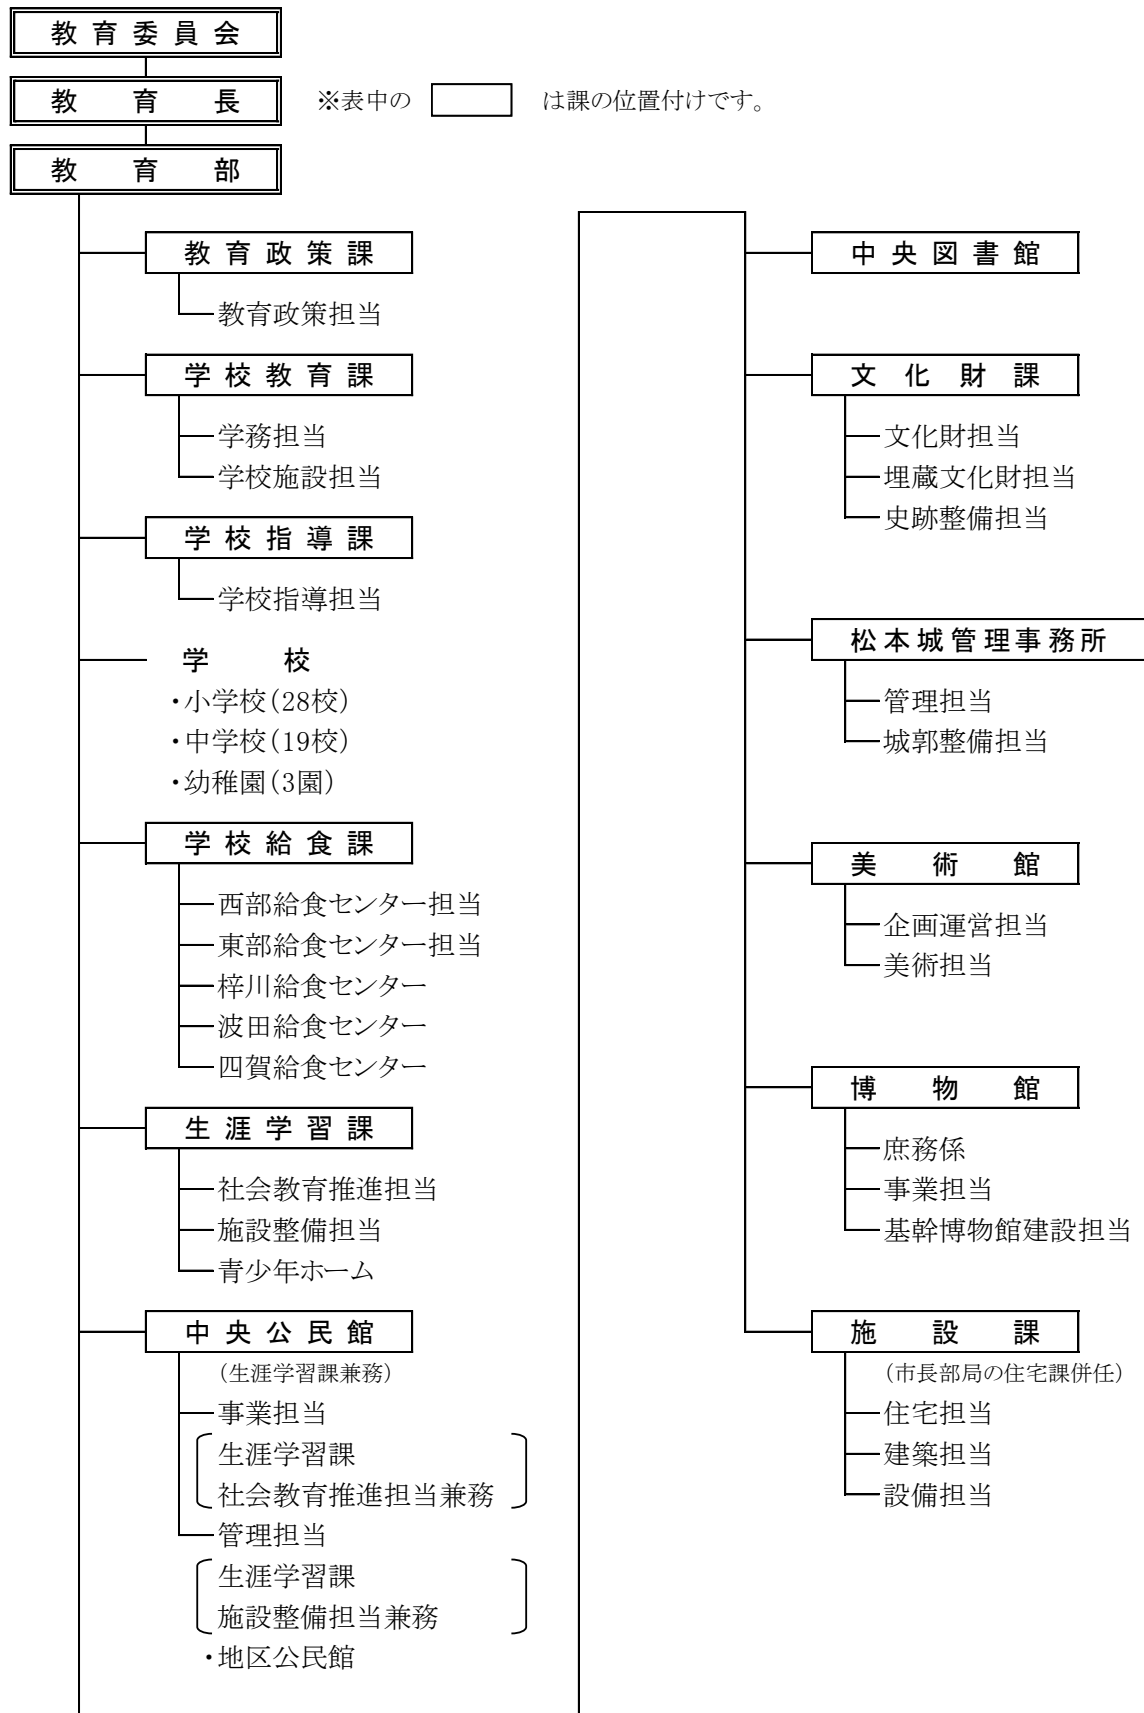 教育委員会
教育長
※表中の は課の位置付けです。
教育部
教育政策課
教育政策担当
学校教育課
学務担当
学校施設担当
学校指導課
学校指導担当
学校
・小学校(28校)
・中学校(19校)
・幼稚園(3園)
学校給食課
西部給食センター担当
東部給食センター担当
梓川給食センター
波田給食センター
四賀給食センター
生涯学習課
社会教育推進担当
施設整備担当
青少年ホーム
中央公民館
(生涯学習課兼務)
事業担当
生涯学習課
社会教育推進担当兼務
管理担当
生涯学習課
施設整備担当兼務
・地区公民館
中央図書館
文化財課
文化財担当
埋蔵文化財担当
史跡整備担当
松本城管理事務所
管理担当
城郭整備担当
美術館
企画運営担当
美術担当
博物館
庶務係
事業担当
基幹博物館建設担当
施設課
(市長部局の住宅課併任)
住宅担当
建築担当
設備担当